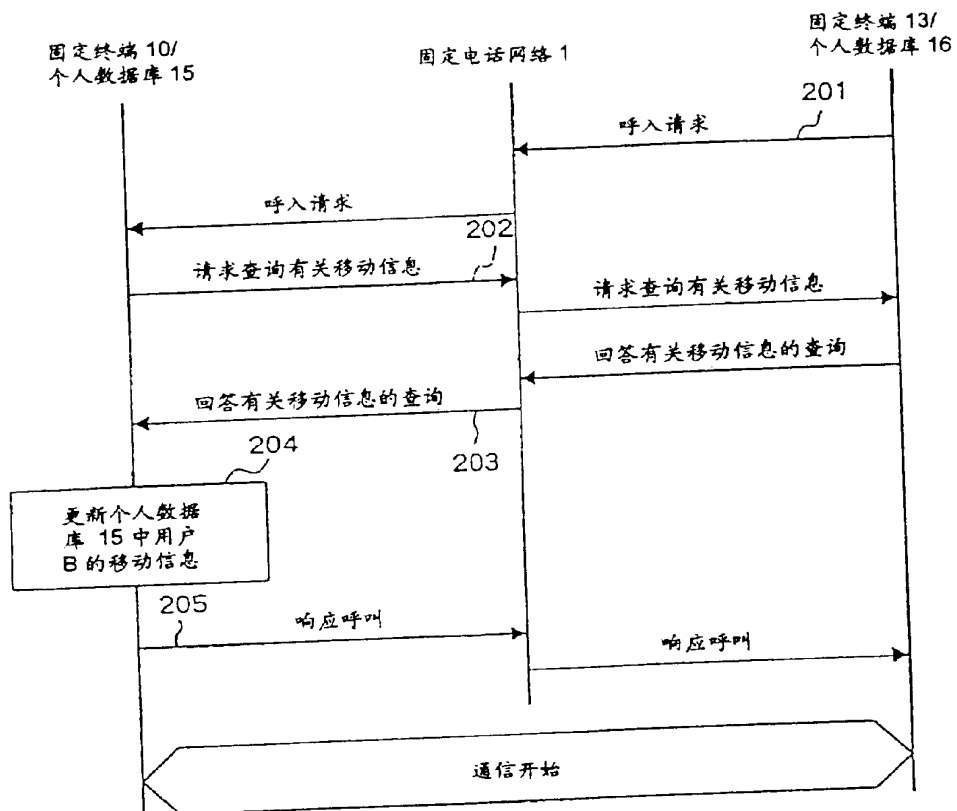 固定终端 10/
个人数据库 15
固定电话网络 1
固定终端 13/
个人数据库 16
201
呼入请求
呼入请求
202
请求查询有关移动信息
请求查询有关移动信息
回答有关移动信息的查询
回答有关移动信息的查询
203
204
更新个人数据
库 15 中用户
B 的移动信息
205
响应呼叫
响应呼叫
通信开始